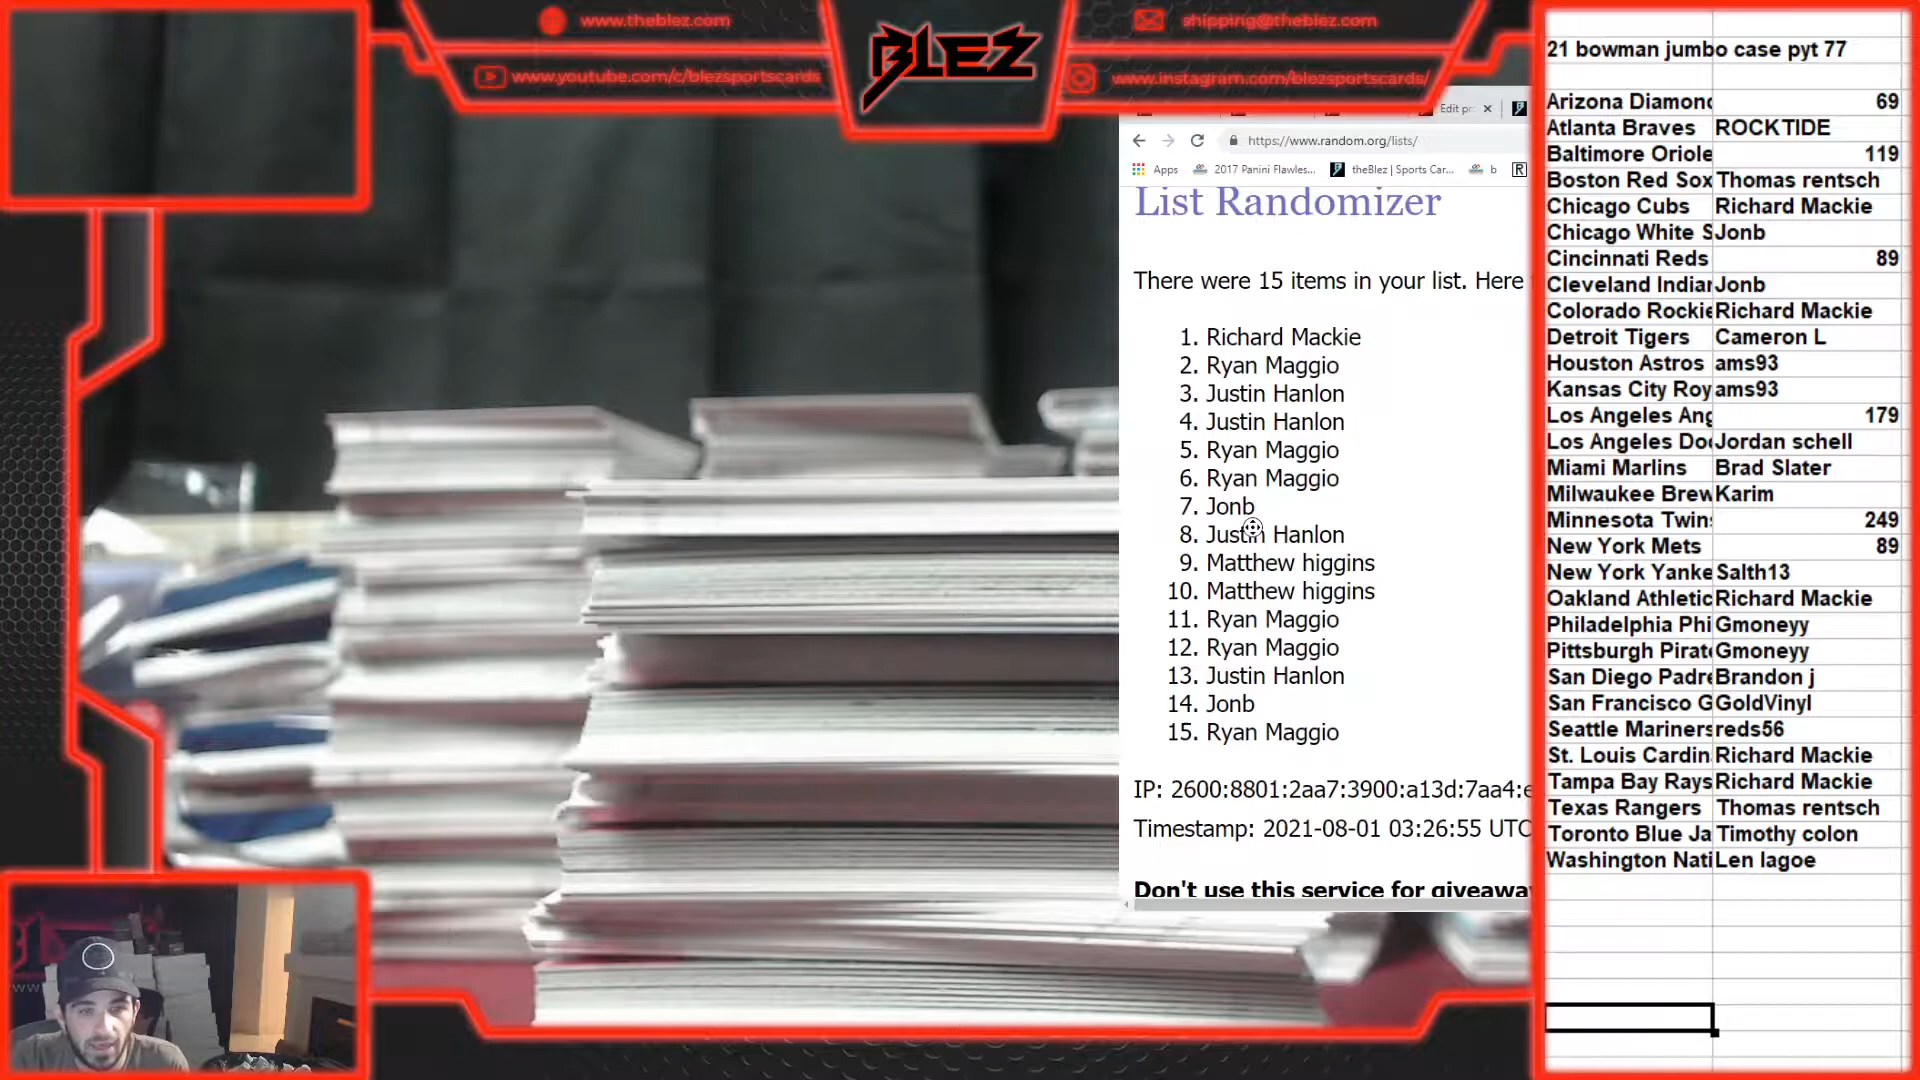 www.theblez.com
www.youtube.com/c/blezsportscards
BLEZ
shipping@theblez.com
www.instagram.com/blezsportscards/
Edit pr
https://www.random.org/lists/
Apps
2017 Panini Flawles...
theBlez | Sports Car...
b
R
List Randomizer
There were 15 items in your list. Here
1. Richard Mackie
2. Ryan Maggio
3. Justin Hanlon
4. Justin Hanlon
5. Ryan Maggio
6. Ryan Maggio
7. Jonb
8. Justin Hanlon
9. Matthew higgins
10. Matthew higgins
11. Ryan Maggio
12. Ryan Maggio
13. Justin Hanlon
14. Jonb
15. Ryan Maggio
IP: 2600:8801:2aa7:3900:a13d:7aa4:e
Timestamp: 2021-08-01 03:26:55 UTC
Don't use this service for giveaway
21 bowman jumbo case pyt 77
Arizona Diamond 69
Atlanta Braves ROCKTIDE
Baltimore Oriole 119
Boston Red Sox Thomas rentsch
Chicago Cubs Richard Mackie
Chicago White S Jonb
Cincinnati Reds 89
Cleveland Indian Jonb
Colorado Rockie Richard Mackie
Detroit Tigers Cameron L
Houston Astros ams93
Kansas City Roy ams93
Los Angeles Ang 179
Los Angeles Do Jordan schell
Miami Marlins Brad Slater
Milwaukee Brew Karim
Minnesota Twins 249
New York Mets 89
New York Yanke Salth13
Oakland Athletic Richard Mackie
Philadelphia Phi Gmoneyy
Pittsburgh Pirate Gmoneyy
San Diego Padre Brandon j
San Francisco G GoldVinyl
Seattle Mariners reds56
St. Louis Cardin Richard Mackie
Tampa Bay Rays Richard Mackie
Texas Rangers Thomas rentsch
Toronto Blue Ja Timothy colon
Washington Nati Len lagoe